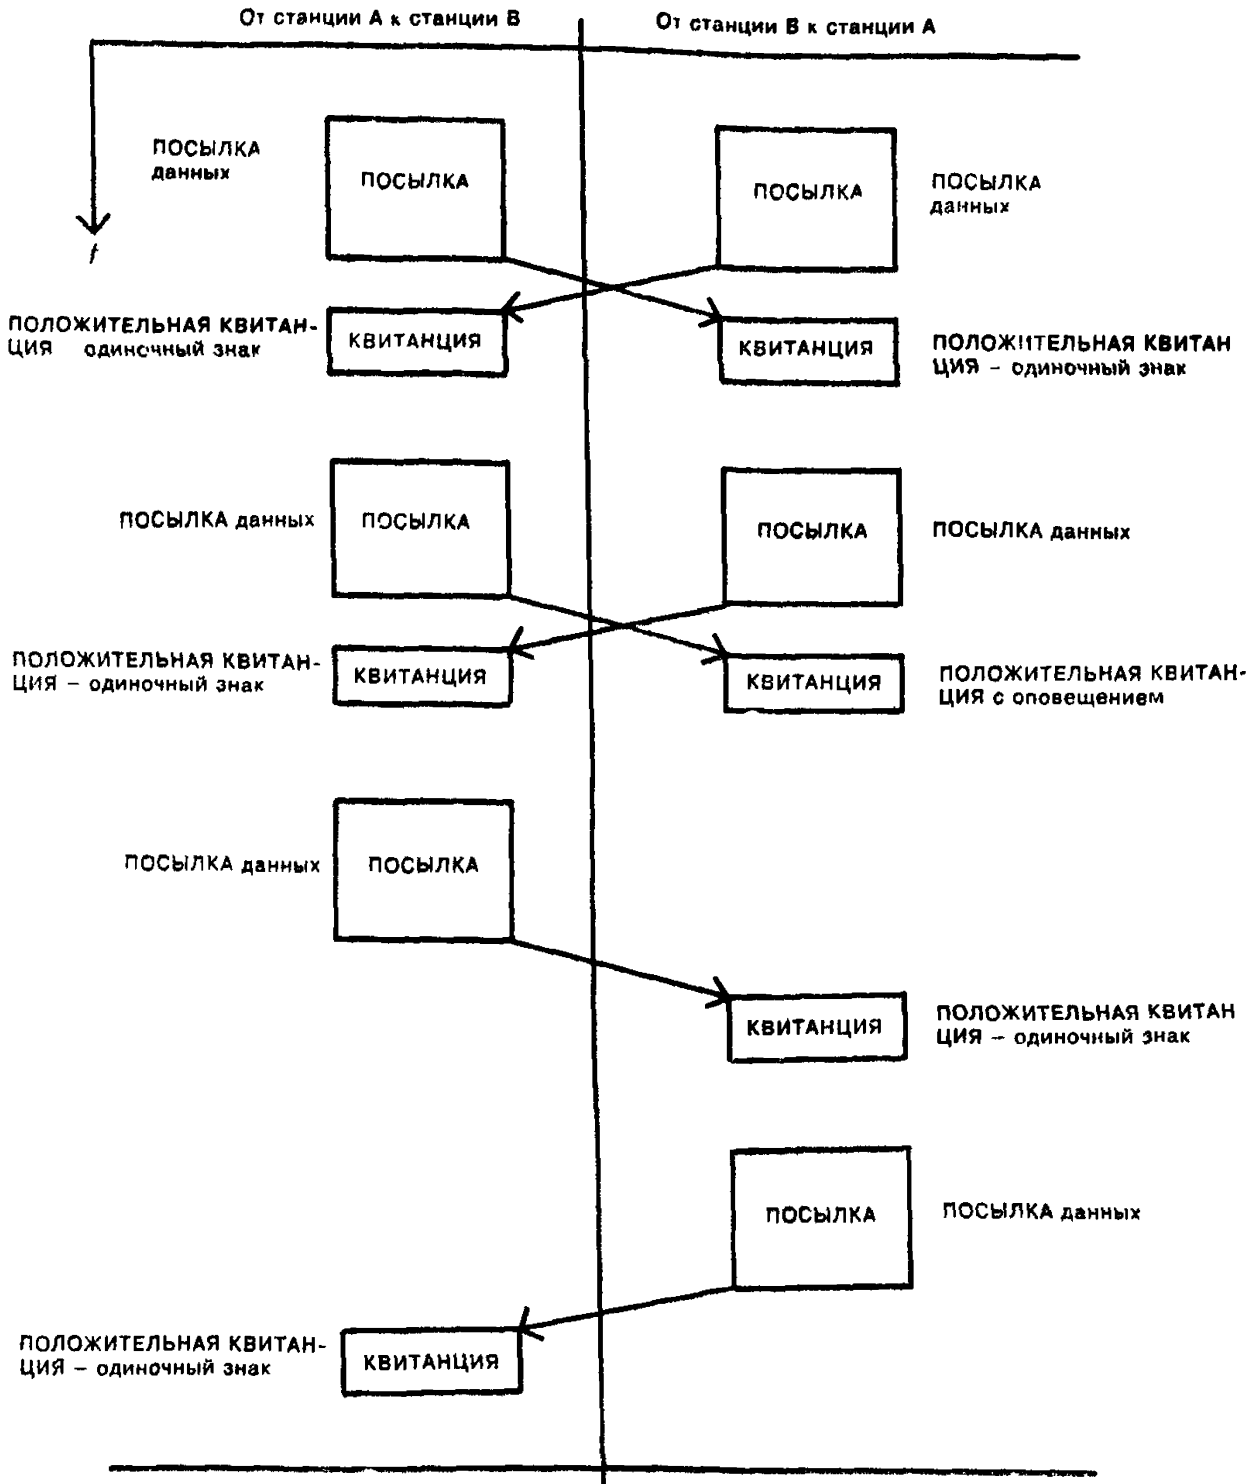 От станции А к станции В
От станции В к станции А
ПОСЫЛКА
данных
ПОСЫЛКА
ПОСЫЛКА
ПОСЫЛКА
данных
t
ПОЛОЖИТЕЛЬНАЯ КВИТАН-
ЦИЯ одиночный знак
КВИТАНЦИЯ
КВИТАНЦИЯ
ПОЛОЖИТЕЛЬНАЯ КВИТАН
ЦИЯ – одиночный знак
ПОСЫЛКА данных
ПОСЫЛКА
ПОСЫЛКА
ПОСЫЛКА данных
ПОЛОЖИТЕЛЬНАЯ КВИТАН-
ЦИЯ – одиночный знак
КВИТАНЦИЯ
КВИТАНЦИЯ
ПОЛОЖИТЕЛЬНАЯ КВИТАН-
ЦИЯ с оповещением
ПОСЫЛКА данных
ПОСЫЛКА
КВИТАНЦИЯ
ПОЛОЖИТЕЛЬНАЯ КВИТАН
ЦИЯ – одиночный знак
ПОСЫЛКА
ПОСЫЛКА данных
ПОЛОЖИТЕЛЬНАЯ КВИТАН-
ЦИЯ – одиночный знак
КВИТАНЦИЯ